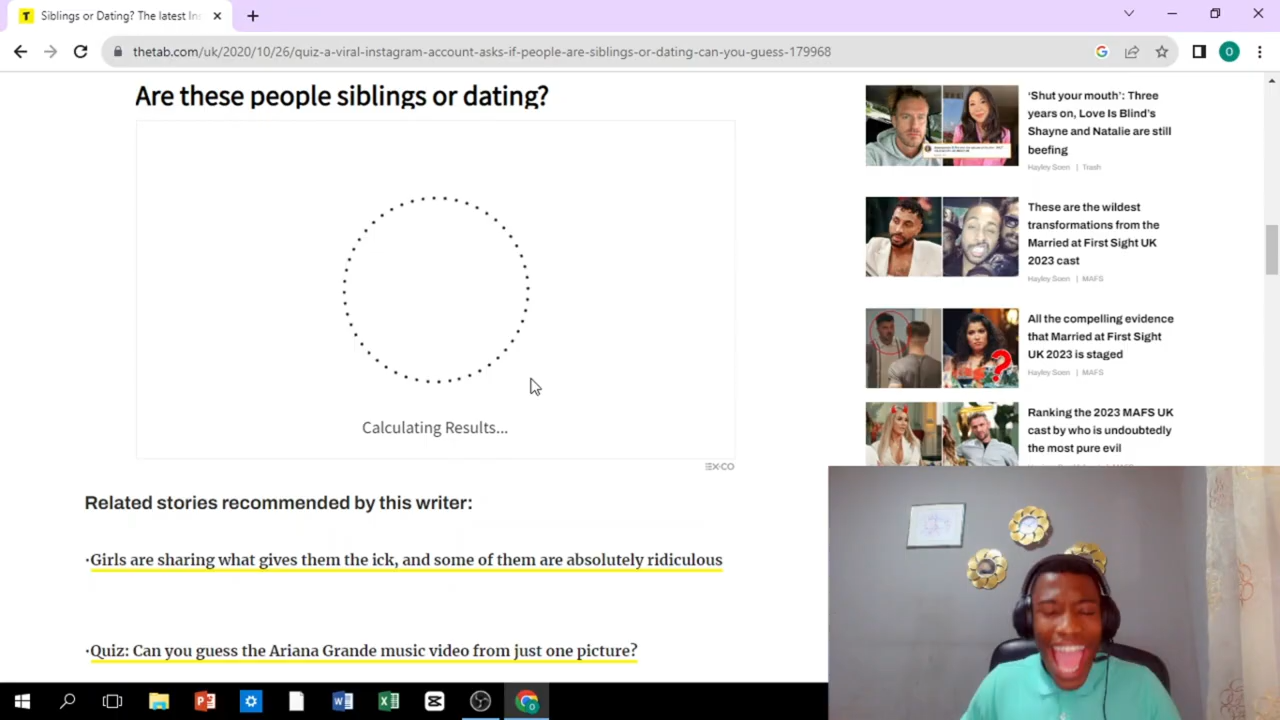 Siblings or Dating? The latest In
thetab.com/uk/2020/10/26/quiz-a-viral-instagram-account-asks-if-people-are-siblings-or-dating-can-you-guess-179968
O
Are these people siblings or dating?
Calculating Results...
EX.CO
Related stories recommended by this writer:
·Girls are sharing what gives them the ick, and some of them are absolutely ridiculous
·Quiz: Can you guess the Ariana Grande music video from just one picture?
‘Shut your mouth’: Three
years on, Love Is Blind’s
Shayne and Natalie are still
beefing
Hayley Soen | Trash
These are the wildest
transformations from the
Married at First Sight UK
2023 cast
Hayley Soen | MAFS
All the compelling evidence
that Married at First Sight
UK 2023 is staged
Hayley Soen | MAFS
Ranking the 2023 MAFS UK
cast by who is undoubtedly
the most pure evil